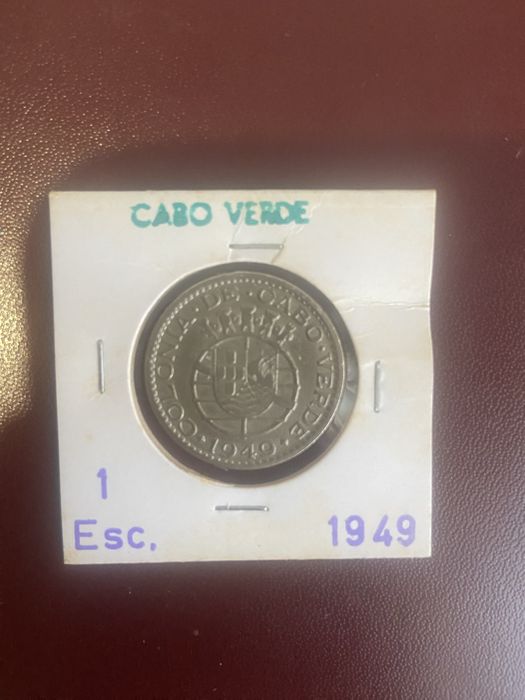 CABO VERDE
COLONIA·DE·CABO·VERDE
·1949·
1
Esc.
1949